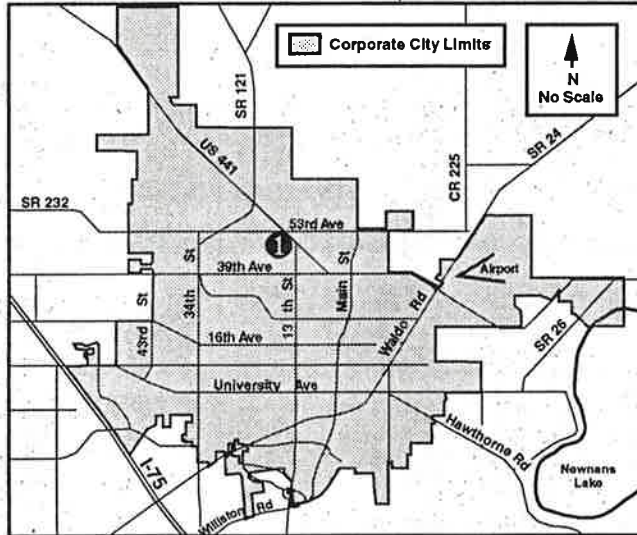 Corporate City Limits
N
No Scale
SR 121
US 441
CR 225
SR 24
SR 232
53rd Ave
1
34th St
39th Ave
13 th St
Main St
Airport
43rd St
16th Ave
Waldo Rd
SR 26
University Ave
Hawthorne Rd
I-75
Williston Rd
Newnans
Lake